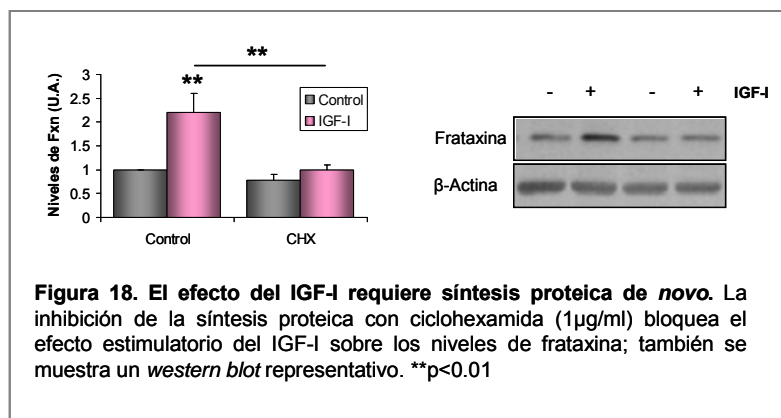 **
**
Niveles de Fxn (U.A.)
3
2.5
2
1.5
1
0.5
0
Control
IGF-I
Control
CHX
- + - + IGF-I
Frataxina
β-Actina
Figura 18. El efecto del IGF-I requiere síntesis proteica de novo. La
inhibición de la síntesis proteica con ciclohexamida (1µg/ml) bloquea el
efecto estimulatorio del IGF-I sobre los niveles de frataxina; también se
muestra un western blot representativo. **p<0.01